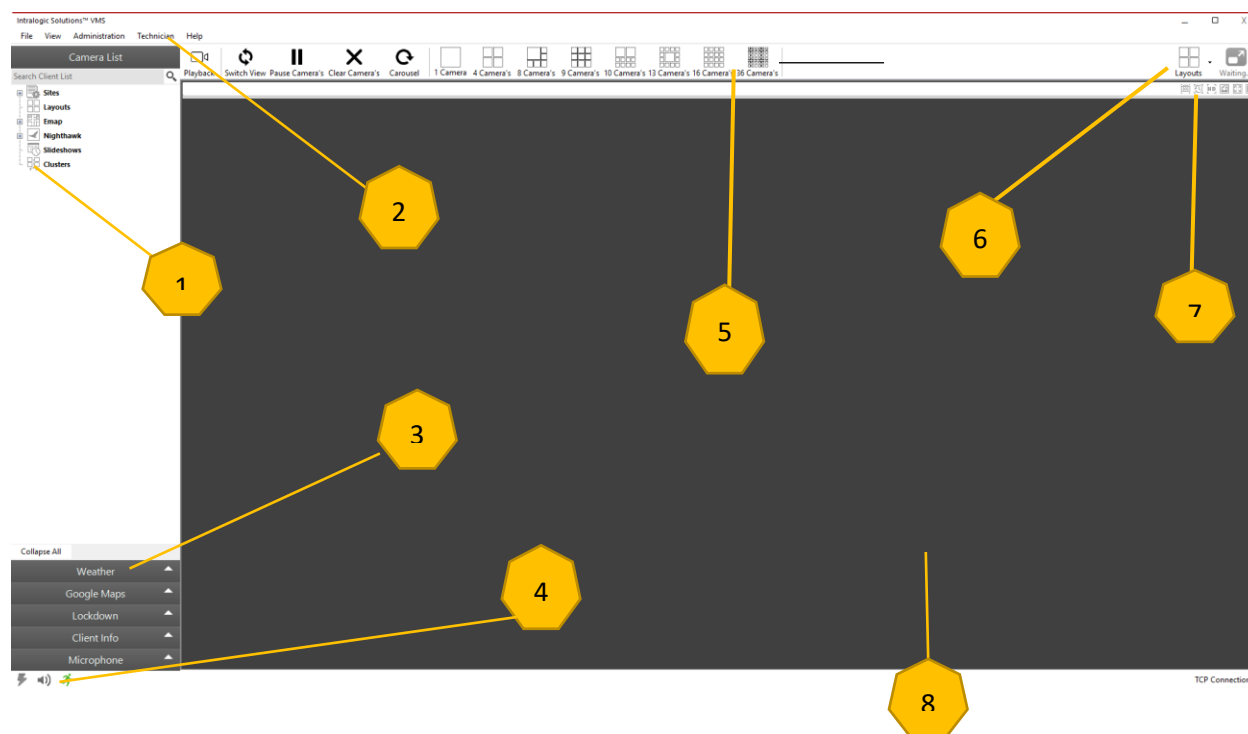 Intralogic Solutions™ VMS
File View Administration Technician Help
Camera List
Playback Switch View Pause Camera's Clear Camera's Carousel 1 Camera 4 Camera's 8 Camera's 9 Camera's 10 Camera's 13 Camera's 16 Camera's 36 Camera's Layouts Waiting..
Search Client List
Sites
Layouts
Emap
Nighthawk
Slideshows
Clusters
2
6
1
7
5
3
Collapse All
Weather
4
Google Maps
Lockdown
Client Info
Microphone
TCP Connection
8